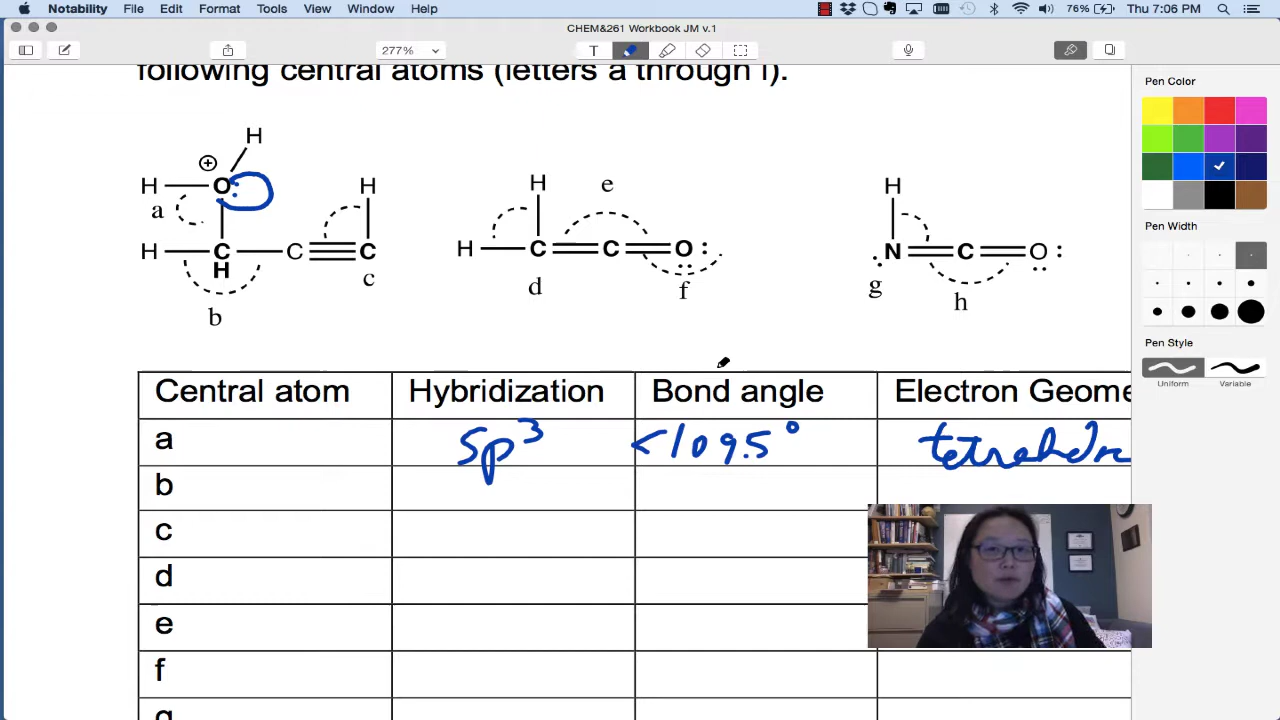 Notability File Edit View Insert Tools Window Help 76% Thu 7:06 PM
CHEM&261 Workbook JM v.1
277% T
following central atoms (letters a through l).
Pen Color
Pen Width
Pen Style
Uniform Variable
H
⊕
H O :
a
H
H C C C
H
b
c
H e
H C C O :
d f
H
N C O :
g h
Central atom Hybridization Bond angle Electron Geome
a sp³ <109.5° tetrahedra
b
c
d
e
f
g